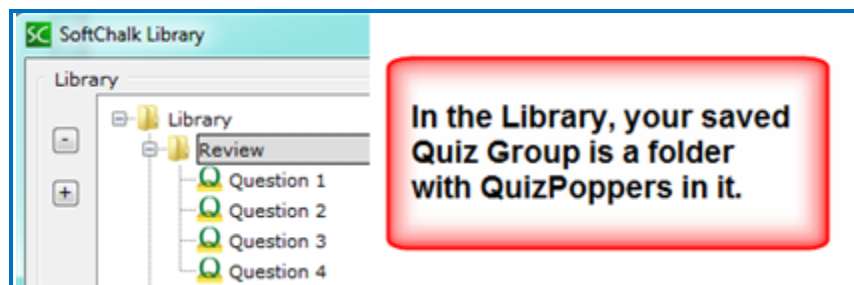 SC SoftChalk Library
Library
Library
Review
Question 1
Question 2
Question 3
Question 4
In the Library, your saved
Quiz Group is a folder
with QuizPoppers in it.